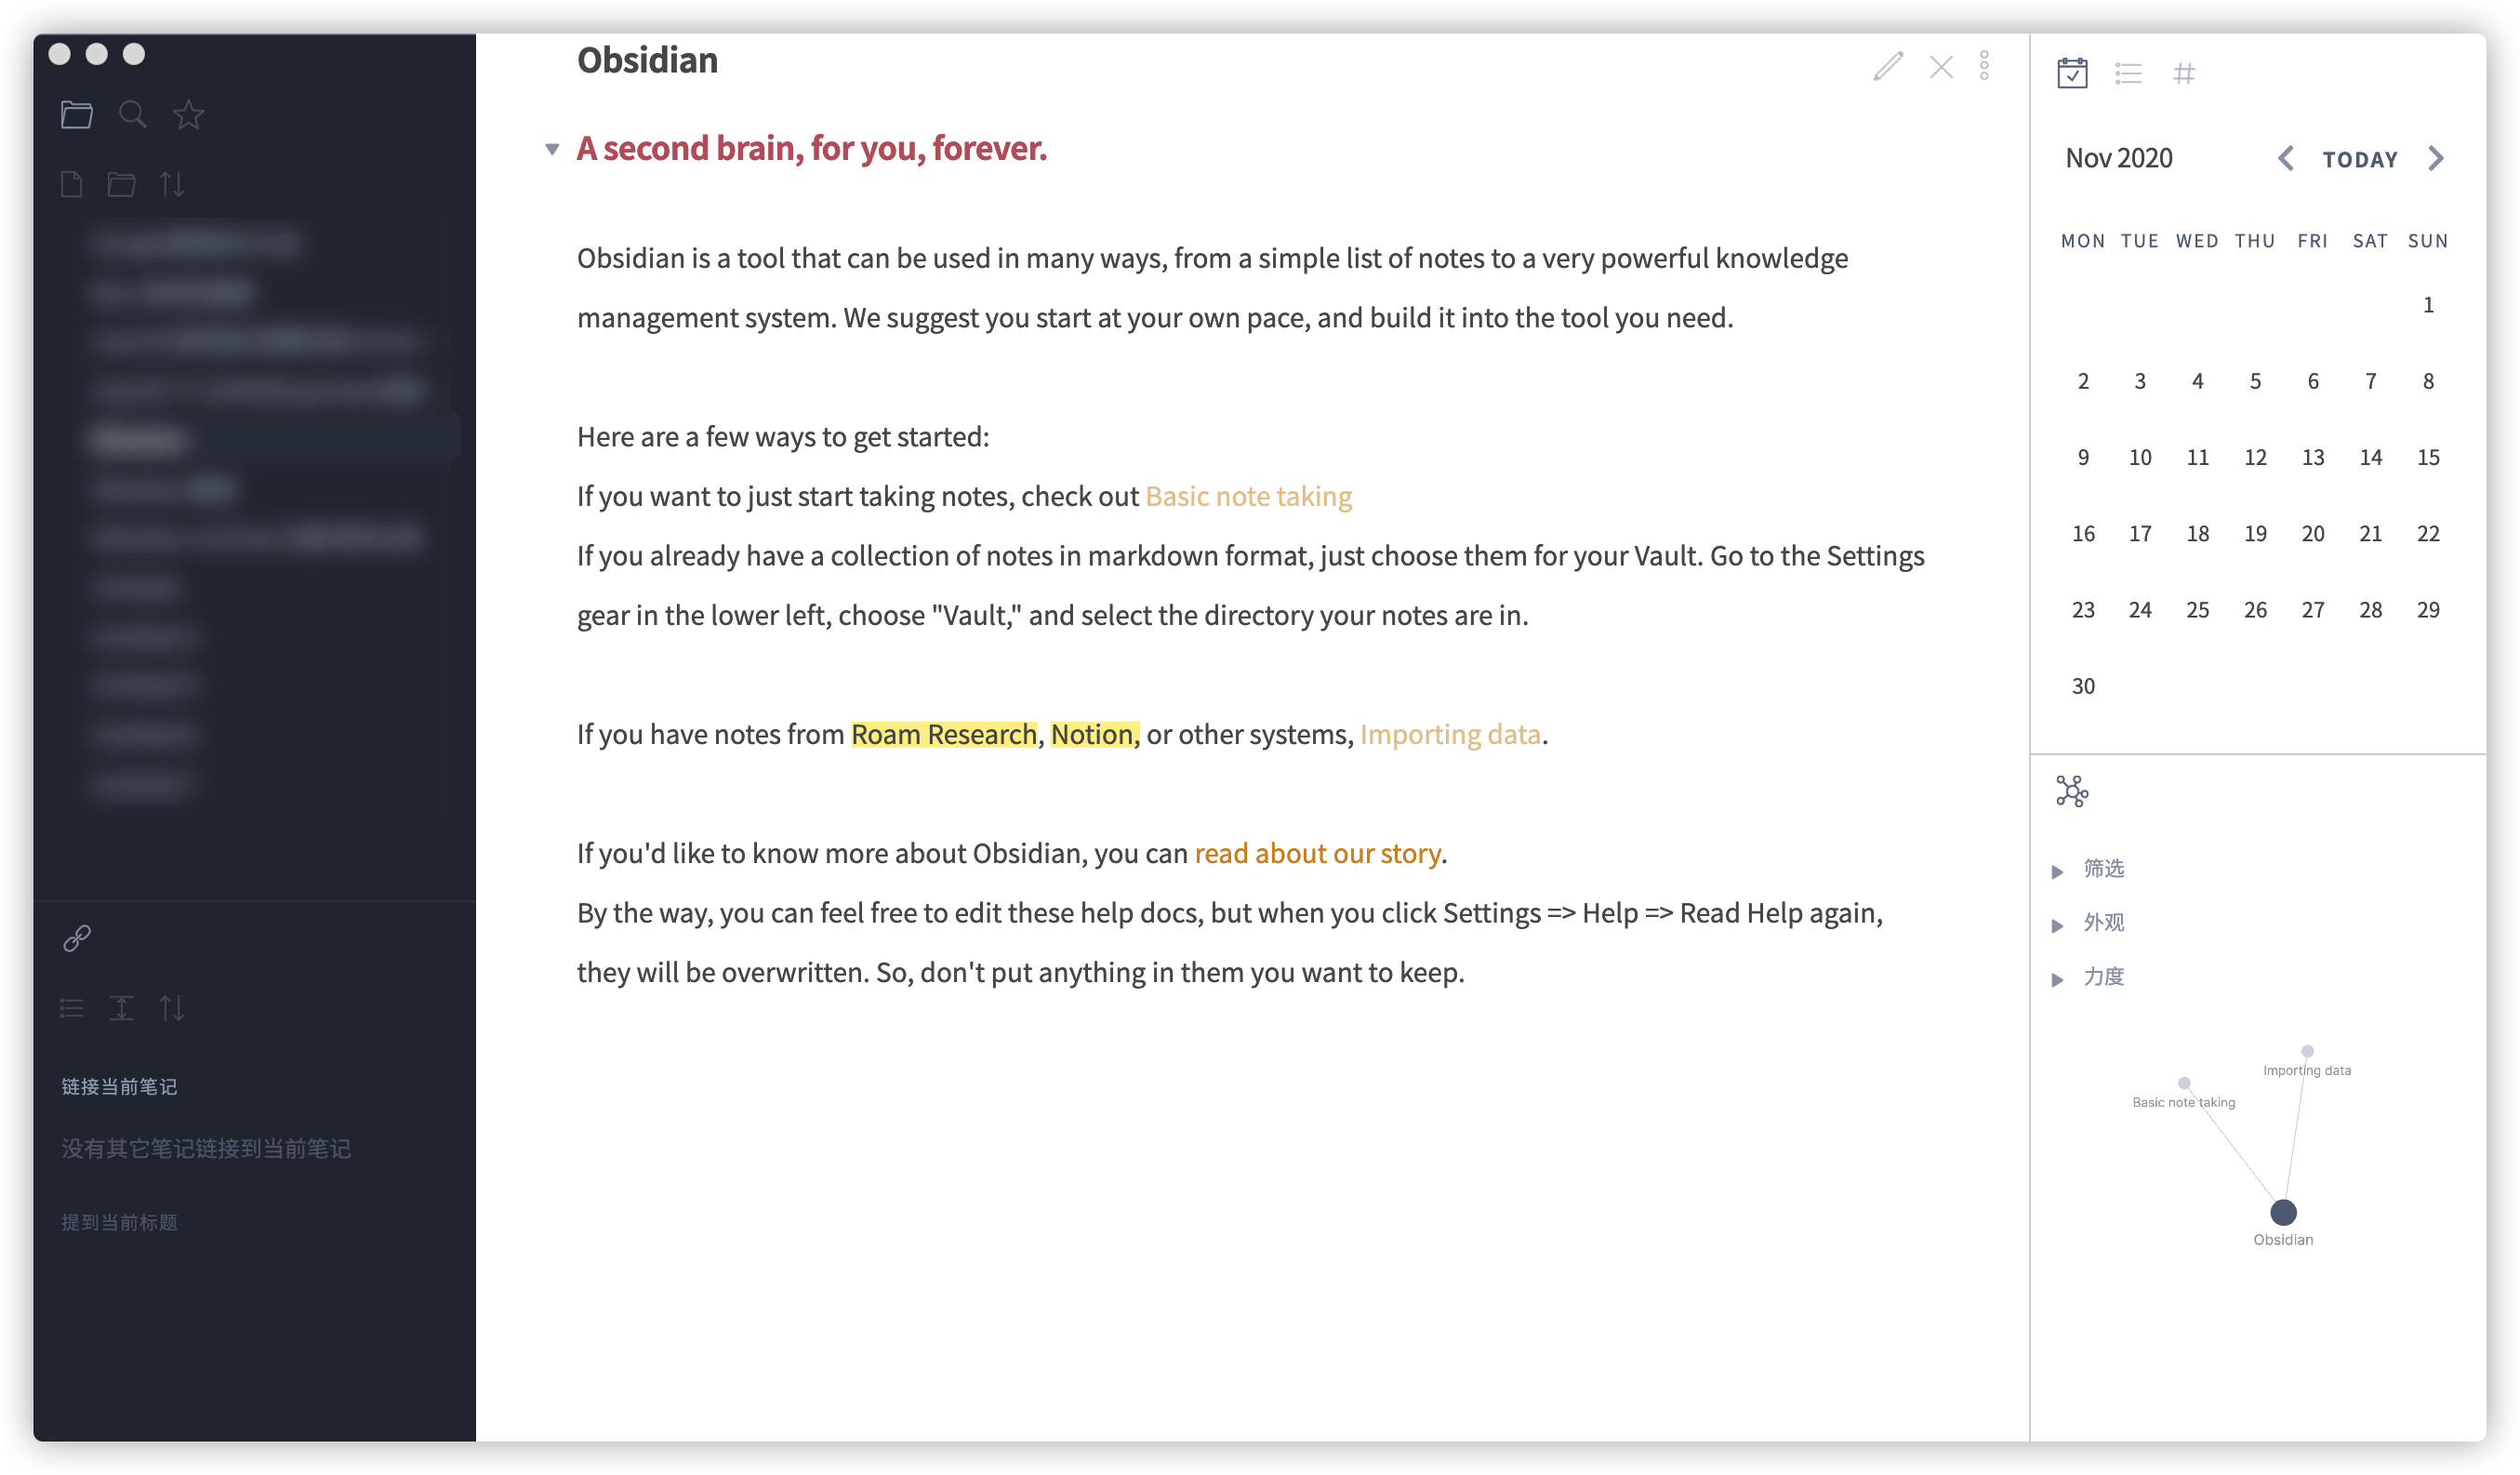 链接当前笔记
没有其它笔记链接到当前笔记
提到当前标题
Obsidian
A second brain, for you, forever.
Obsidian is a tool that can be used in many ways, from a simple list of notes to a very powerful knowledge
management system. We suggest you start at your own pace, and build it into the tool you need.
Here are a few ways to get started:
If you want to just start taking notes, check out Basic note taking
If you already have a collection of notes in markdown format, just choose them for your Vault. Go to the Settings
gear in the lower left, choose "Vault," and select the directory your notes are in.
If you have notes from Roam Research, Notion, or other systems, Importing data.
If you'd like to know more about Obsidian, you can read about our story.
By the way, you can feel free to edit these help docs, but when you click Settings => Help => Read Help again,
they will be overwritten. So, don't put anything in them you want to keep.
Nov 2020 TODAY
MON TUE WED THU FRI SAT SUN
1
2 3 4 5 6 7 8
9 10 11 12 13 14 15
16 17 18 19 20 21 22
23 24 25 26 27 28 29
30
筛选
外观
力度
Importing data
Basic note taking
Obsidian